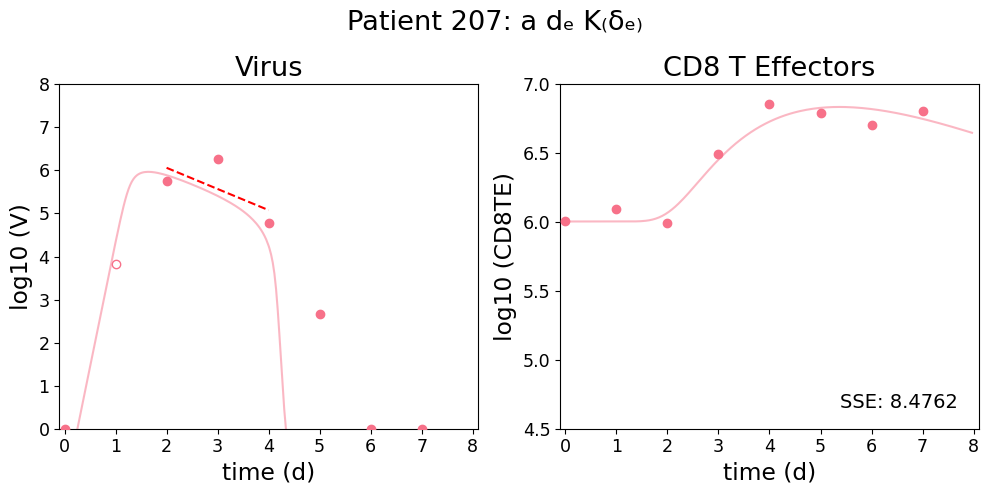 Patient 207: a dₑ K₍δₑ₎
Virus
CD8 T Effectors
log10 (V)
8
7
6
5
4
3
2
1
0
0 1 2 3 4 5 6 7 8
time (d)
log10 (CD8TE)
7.0
6.5
6.0
5.5
5.0
4.5
SSE: 8.4762
0 1 2 3 4 5 6 7 8
time (d)